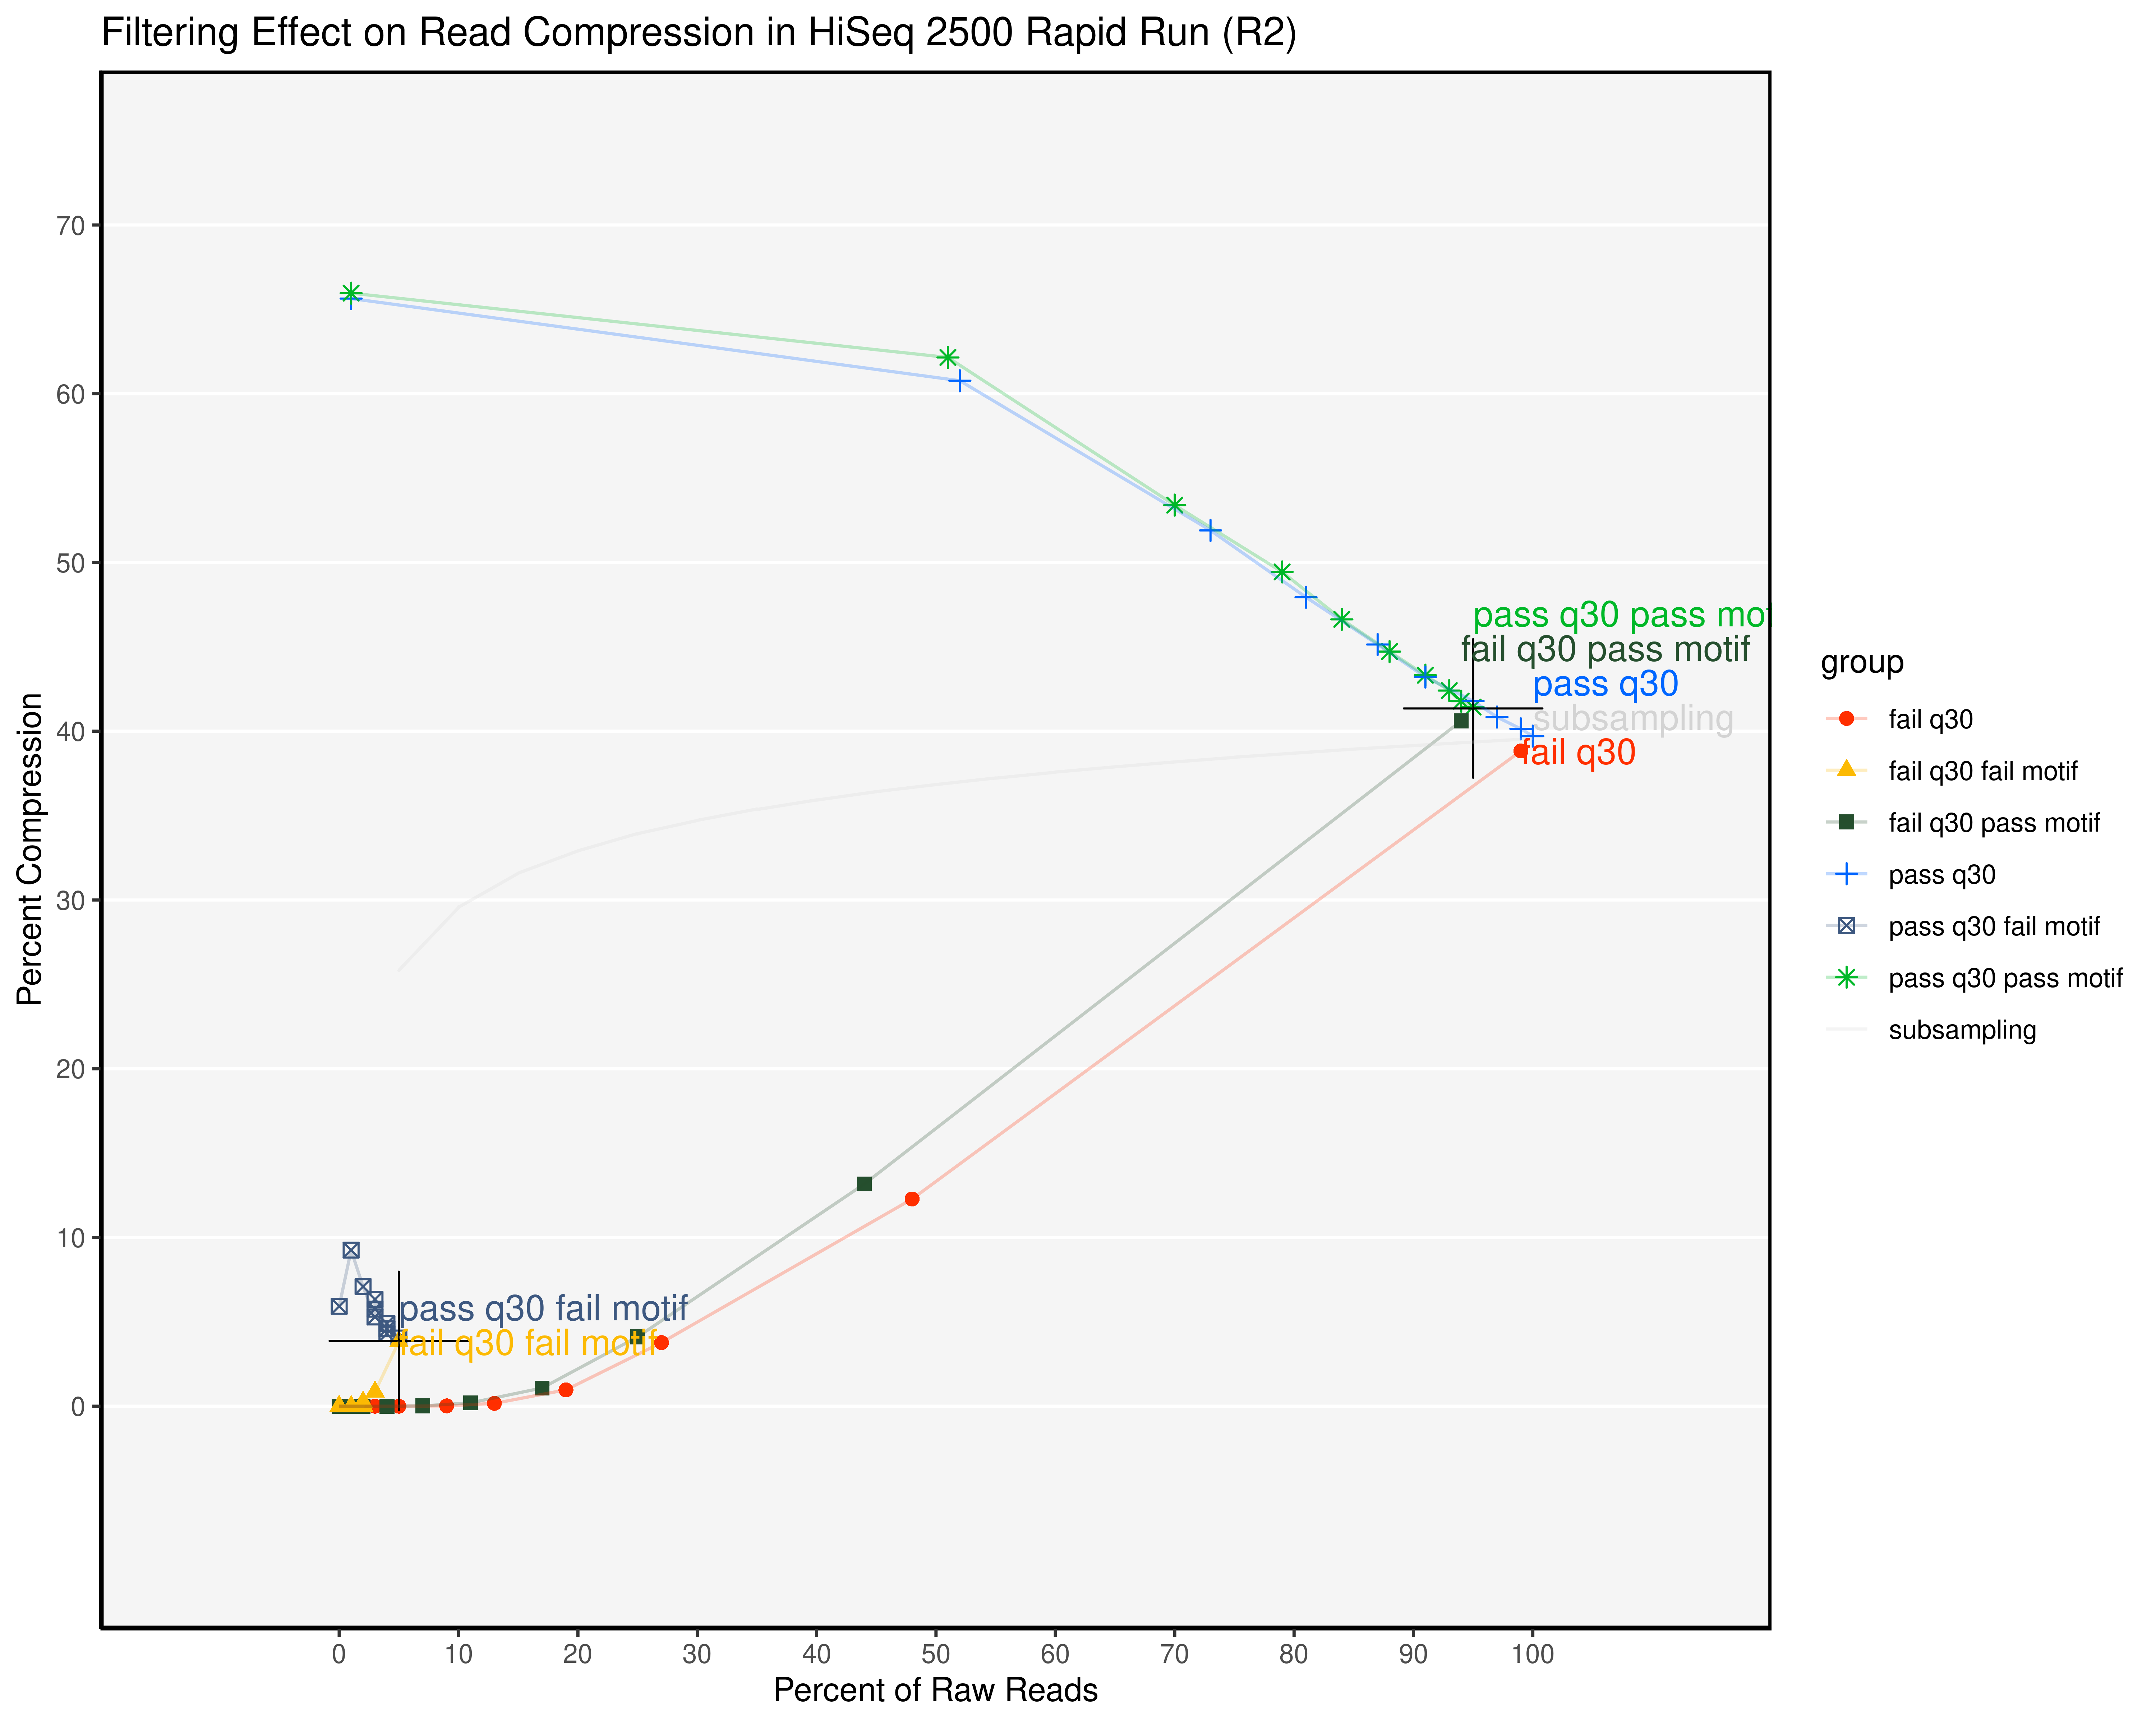 Filtering Effect on Read Compression in HiSeq 2500 Rapid Run (R2)
Percent Compression
70
60
50
40
30
20
10
0
pass q30 pass mot
fail q30 pass motif
pass q30
subsampling
fail q30
pass q30 fail motif
fail q30 fail motif
0 10 20 30 40 50 60 70 80 90 100
Percent of Raw Reads
group
fail q30
fail q30 fail motif
fail q30 pass motif
pass q30
pass q30 fail motif
pass q30 pass motif
subsampling